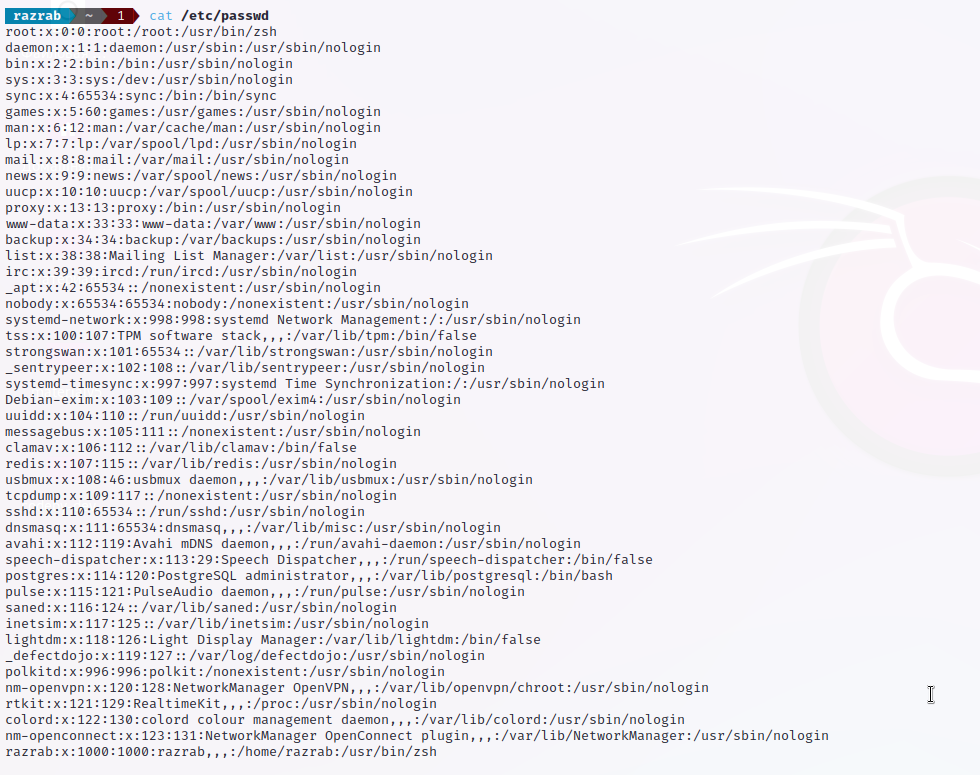 razrab ~ 1 cat /etc/passwd
root:x:0:0:root:/root:/usr/bin/zsh
daemon:x:1:1:daemon:/usr/sbin:/usr/sbin/nologin
bin:x:2:2:bin:/bin:/usr/sbin/nologin
sys:x:3:3:sys:/dev:/usr/sbin/nologin
sync:x:4:65534:sync:/bin:/bin/sync
games:x:5:60:games:/usr/games:/usr/sbin/nologin
man:x:6:12:man:/var/cache/man:/usr/sbin/nologin
lp:x:7:7:lp:/var/spool/lpd:/usr/sbin/nologin
mail:x:8:8:mail:/var/mail:/usr/sbin/nologin
news:x:9:9:news:/var/spool/news:/usr/sbin/nologin
uucp:x:10:10:uucp:/var/spool/uucp:/usr/sbin/nologin
proxy:x:13:13:proxy:/bin:/usr/sbin/nologin
www-data:x:33:33:www-data:/var/www:/usr/sbin/nologin
backup:x:34:34:backup:/var/backups:/usr/sbin/nologin
list:x:38:38:Mailing List Manager:/var/list:/usr/sbin/nologin
irc:x:39:39:ircd:/run/ircd:/usr/sbin/nologin
_apt:x:42:65534::/nonexistent:/usr/sbin/nologin
nobody:x:65534:65534:nobody:/nonexistent:/usr/sbin/nologin
systemd-network:x:998:998:systemd Network Management:/:/usr/sbin/nologin
tss:x:100:107:TPM software stack,,,:/var/lib/tpm:/bin/false
strongswan:x:101:65534::/var/lib/strongswan:/usr/sbin/nologin
_sentrypeer:x:102:108::/var/lib/sentrypeer:/usr/sbin/nologin
systemd-timesync:x:997:997:systemd Time Synchronization:/:/usr/sbin/nologin
Debian-exim:x:103:109::/var/spool/exim4:/usr/sbin/nologin
uuidd:x:104:110::/run/uuidd:/usr/sbin/nologin
messagebus:x:105:111::/nonexistent:/usr/sbin/nologin
clamav:x:106:112::/var/lib/clamav:/bin/false
redis:x:107:115::/var/lib/redis:/usr/sbin/nologin
usbmux:x:108:46:usbmux daemon,,,:/var/lib/usbmux:/usr/sbin/nologin
tcpdump:x:109:117::/nonexistent:/usr/sbin/nologin
sshd:x:110:65534::/run/sshd:/usr/sbin/nologin
dnsmasq:x:111:65534:dnsmasq,,,:/var/lib/misc:/usr/sbin/nologin
avahi:x:112:119:Avahi mDNS daemon,,,:/run/avahi-daemon:/usr/sbin/nologin
speech-dispatcher:x:113:29:Speech Dispatcher,,,:/run/speech-dispatcher:/bin/false
postgres:x:114:120:PostgreSQL administrator,,,:/var/lib/postgresql:/bin/bash
pulse:x:115:121:PulseAudio daemon,,,:/run/pulse:/usr/sbin/nologin
saned:x:116:124::/var/lib/saned:/usr/sbin/nologin
inetsim:x:117:125::/var/lib/inetsim:/usr/sbin/nologin
lightdm:x:118:126:Light Display Manager:/var/lib/lightdm:/bin/false
_defectdojo:x:119:127::/var/log/defectdojo:/usr/sbin/nologin
polkitd:x:996:996:polkit:/nonexistent:/usr/sbin/nologin
nm-openvpn:x:120:128:NetworkManager OpenVPN,,,:/var/lib/openvpn/chroot:/usr/sbin/nologin
rtkit:x:121:129:RealtimeKit,,,:/proc:/usr/sbin/nologin
colord:x:122:130:colord colour management daemon,,,:/var/lib/colord:/usr/sbin/nologin
nm-openconnect:x:123:131:NetworkManager OpenConnect plugin,,,:/var/lib/NetworkManager:/usr/sbin/nologin
razrab:x:1000:1000:razrab,,,:/home/razrab:/usr/bin/zsh